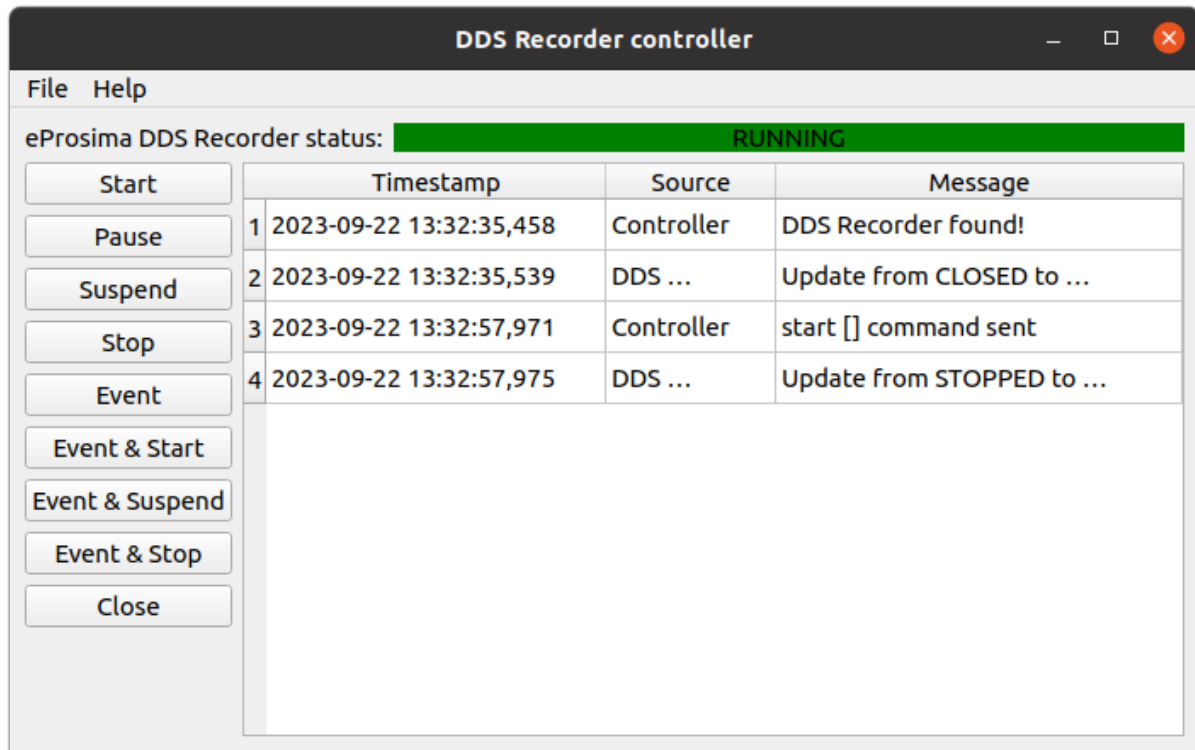 DDS Recorder controller
File Help
eProsima DDS Recorder status: RUNNING
Start
Pause
Suspend
Stop
Event
Event & Start
Event & Suspend
Event & Stop
Close
Timestamp Source Message
1 2023-09-22 13:32:35,458 Controller DDS Recorder found!
2 2023-09-22 13:32:35,539 DDS ... Update from CLOSED to ...
3 2023-09-22 13:32:57,971 Controller start [] command sent
4 2023-09-22 13:32:57,975 DDS ... Update from STOPPED to ...